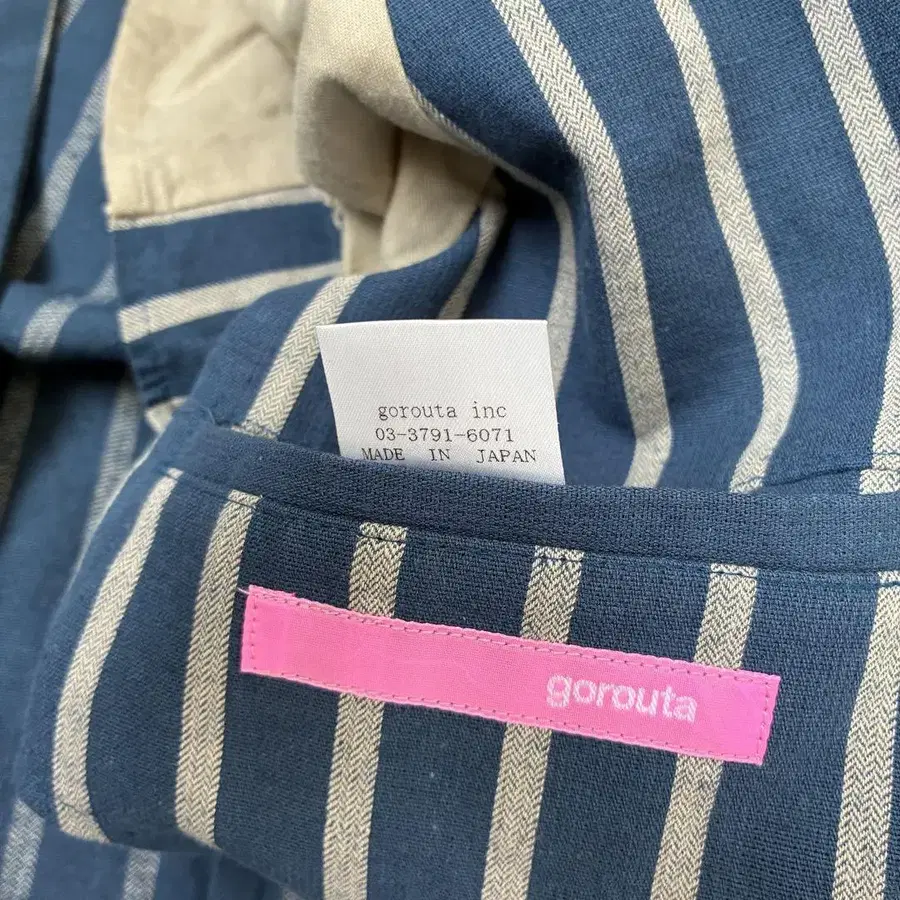 gorouta inc
03-3791-6071
MADE IN JAPAN
gorouta